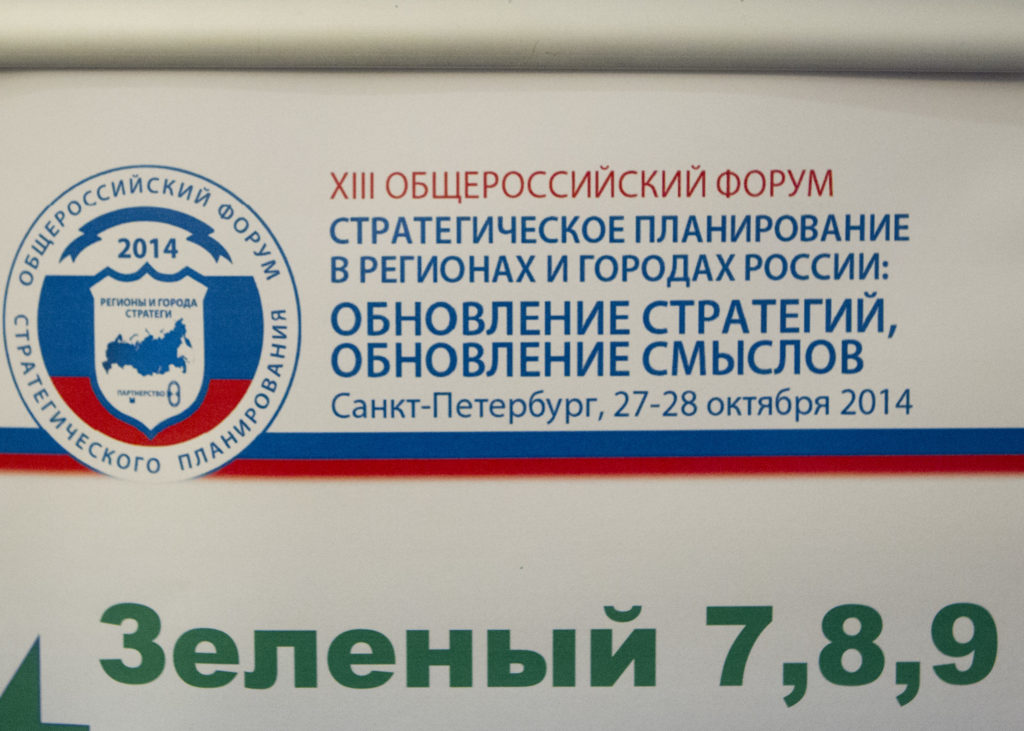 ОБЩЕРОССИЙСКИЙ ФОРУМ
СТРАТЕГИЧЕСКОГО ПЛАНИРОВАНИЯ
2014
РЕГИОНЫ И ГОРОДА
СТРАТЕГИ
ПАРТНЕРСТВО
XIII ОБЩЕРОССИЙСКИЙ ФОРУМ
СТРАТЕГИЧЕСКОЕ ПЛАНИРОВАНИЕ
В РЕГИОНАХ И ГОРОДАХ РОССИИ:
ОБНОВЛЕНИЕ СТРАТЕГИЙ,
ОБНОВЛЕНИЕ СМЫСЛОВ
Санкт-Петербург, 27-28 октября 2014
Зеленый 7,8,9